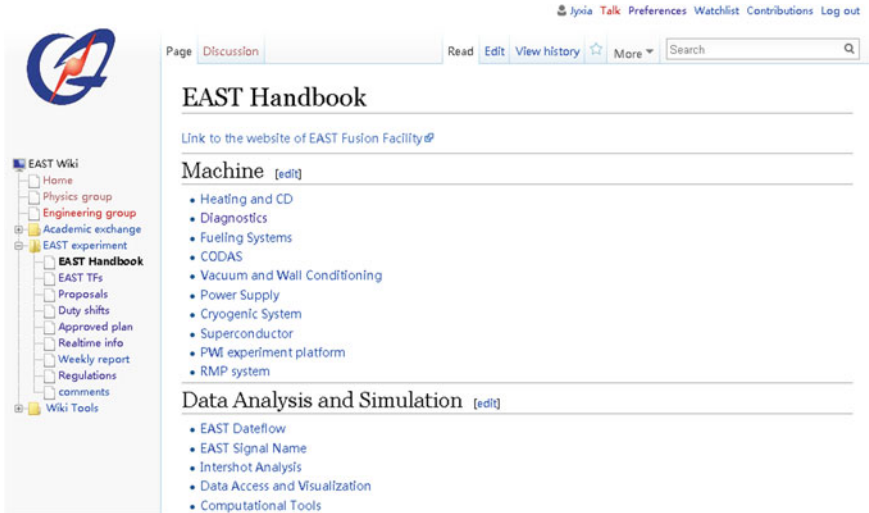 Jyxia Talk Preferences Watchlist Contributions Log out
Page Discussion Read Edit View history More Search
EAST Handbook
Link to the website of EAST Fusion Facility
EAST Wiki
Home
Physics group
Engineering group
Academic exchange
EAST experiment
EAST Handbook
EAST TFs
Proposals
Duty shifts
Approved plan
Realtime info
Weekly report
Regulations
comments
Wiki Tools
Machine [edit]
Heating and CD
Diagnostics
Fueling Systems
CODAS
Vacuum and Wall Conditioning
Power Supply
Cryogenic System
Superconductor
PWI experiment platform
RMP system
Data Analysis and Simulation [edit]
EAST Dateflow
EAST Signal Name
Intershot Analysis
Data Access and Visualization
Computational Tools